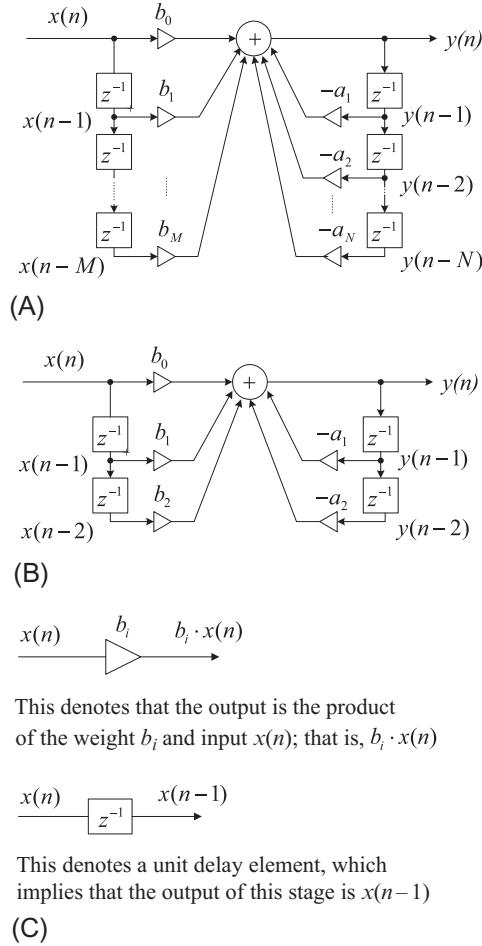 x(n) b₀ + y(n)
z⁻¹ b₁ −a₁ z⁻¹
x(n−1) y(n−1)
z⁻¹ −a₂ z⁻¹
y(n−2)
z⁻¹ b_M −a_N z⁻¹
x(n−M) y(n−N)
(A)
x(n) b₀ + y(n)
z⁻¹ b₁ −a₁ z⁻¹
x(n−1) y(n−1)
z⁻¹ b₂ −a₂ z⁻¹
x(n−2) y(n−2)
(B)
x(n) bᵢ bᵢ · x(n)
This denotes that the output is the product
of the weight bᵢ and input x(n); that is, bᵢ · x(n)
x(n) z⁻¹ x(n−1)
This denotes a unit delay element, which
implies that the output of this stage is x(n−1)
(C)